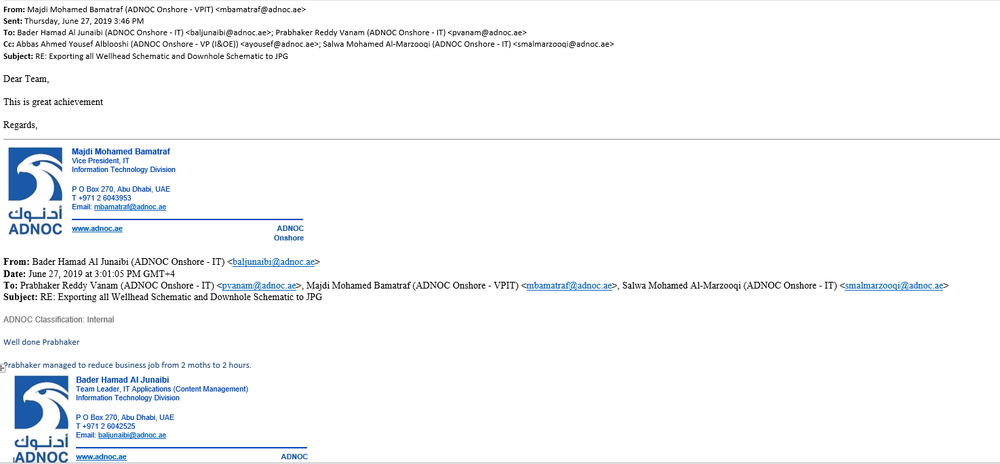 From: Majdi Mohamed Bamatraf (ADNOC Onshore - VPIT) <mbamatraf@adnoc.ae>
Sent: Thursday, June 27, 2019 3:46 PM
To: Bader Hamad Al Junaibi (ADNOC Onshore - IT) <baljunaibi@adnoc.ae>; Prabhaker Reddy Vanam (ADNOC Onshore - IT) <pvanam@adnoc.ae>
Cc: Abbas Ahmed Yousef Alblooshi (ADNOC Onshore - VP (I&OE)) <ayousef@adnoc.ae>; Salwa Mohamed Al-Marzooqi (ADNOC Onshore - IT) <smalmarzooqi@adnoc.ae>
Subject: RE: Exporting all Wellhead Schematic and Downhole Schematic to JPG
Dear Team,
This is great achievement
Regards,
Majdi Mohamed Bamatraf
Vice President, IT
Information Technology Division
P O Box 270, Abu Dhabi, UAE
T +971 2 6043953
Email: mbamatraf@adnoc.ae
أدنوك
ADNOC
www.adnoc.ae ADNOC
Onshore
From: Bader Hamad Al Junaibi (ADNOC Onshore - IT) <baljunaibi@adnoc.ae>
Date: June 27, 2019 at 3:01:05 PM GMT+4
To: Prabhaker Reddy Vanam (ADNOC Onshore - IT) <pvanam@adnoc.ae>, Majdi Mohamed Bamatraf (ADNOC Onshore - VPIT) <mbamatraf@adnoc.ae>, Salwa Mohamed Al-Marzooqi (ADNOC Onshore - IT) <smalmarzooqi@adnoc.ae>
Subject: RE: Exporting all Wellhead Schematic and Downhole Schematic to JPG
ADNOC Classification: Internal
Well done Prabhaker
Prabhaker managed to reduce business job from 2 moths to 2 hours.
Bader Hamad Al Junaibi
Team Leader, IT Applications (Content Management)
Information Technology Division
P O Box 270, Abu Dhabi, UAE
T +971 2 6042525
Email: baljunaibi@adnoc.ae
أدنوك
ADNOC
www.adnoc.ae ADNOC